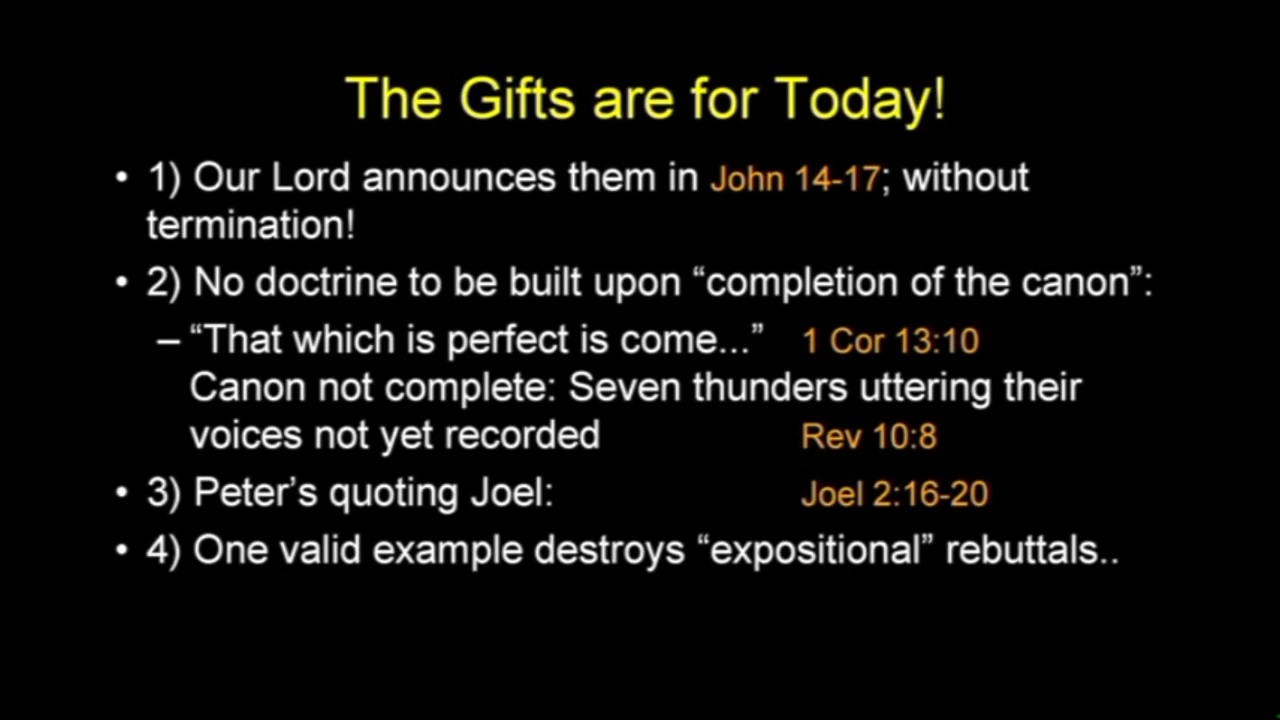 The Gifts are for Today!
• 1) Our Lord announces them in John 14-17; without
termination!
• 2) No doctrine to be built upon “completion of the canon”:
– “That which is perfect is come...” 1 Cor 13:10
Canon not complete: Seven thunders uttering their
voices not yet recorded Rev 10:8
• 3) Peter’s quoting Joel: Joel 2:16-20
• 4) One valid example destroys “expositional” rebuttals..